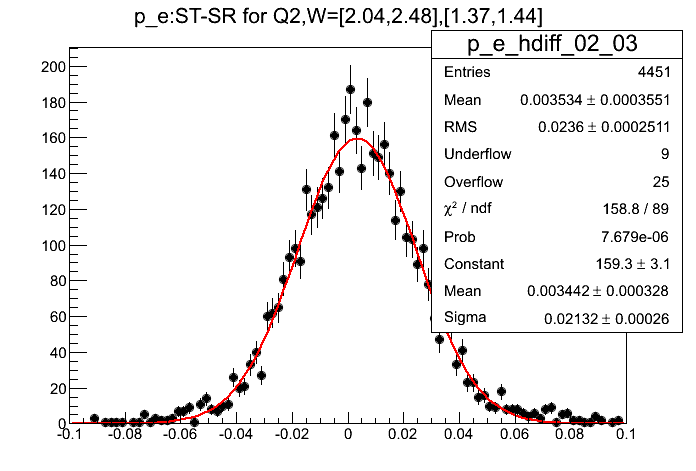 p_e:ST-SR for Q2,W=[2.04,2.48],[1.37,1.44]
p_e_hdiff_02_03
Entries 4451
Mean 0.003534 ± 0.0003551
RMS 0.0236 ± 0.0002511
Underflow 9
Overflow 25
χ² / ndf 158.8 / 89
Prob 7.679e-06
Constant 159.3 ± 3.1
Mean 0.003442 ± 0.000328
Sigma 0.02132 ± 0.00026
200
180
160
140
120
100
80
60
40
20
0
-0.1 -0.08 -0.06 -0.04 -0.02 0 0.02 0.04 0.06 0.08 0.1